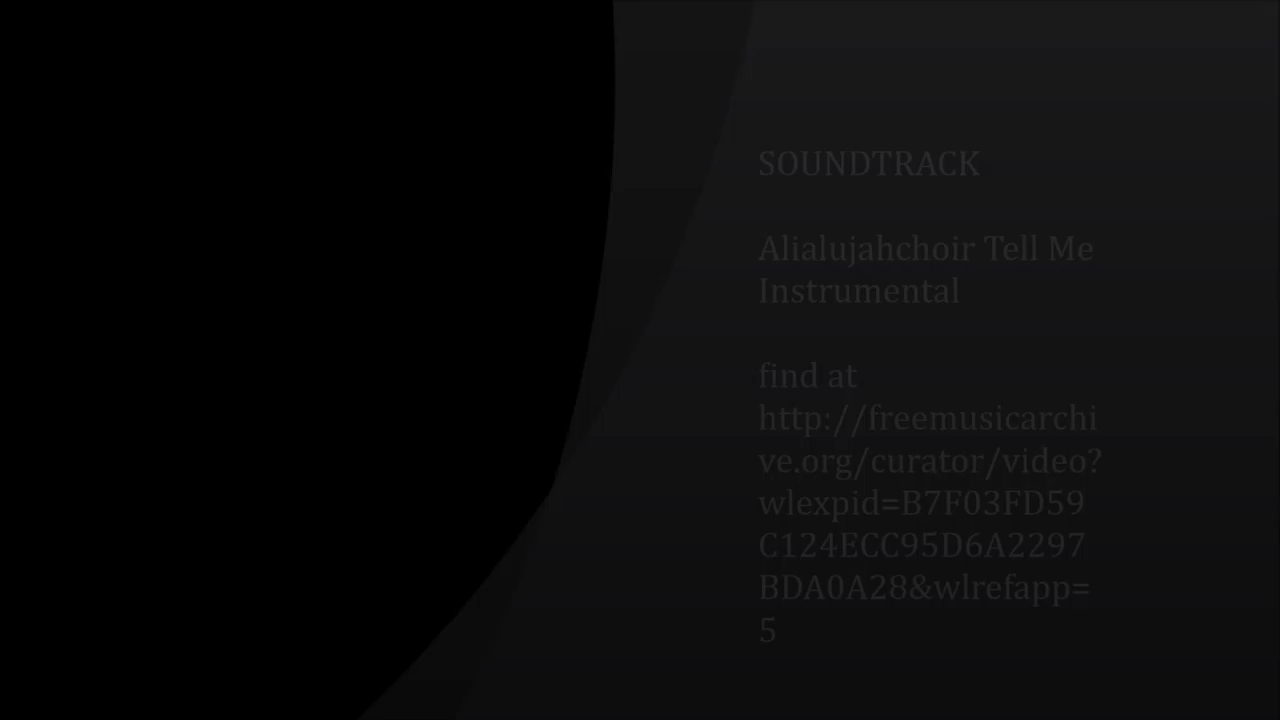 SOUNDTRACK
Alialujahchoir Tell Me
Instrumental
find at
http://freemusicarchi
ve.org/curator/video?
wlexpid=B7F03FD59
C124ECC95D6A2297
BDA0A28&wlrefapp=
5